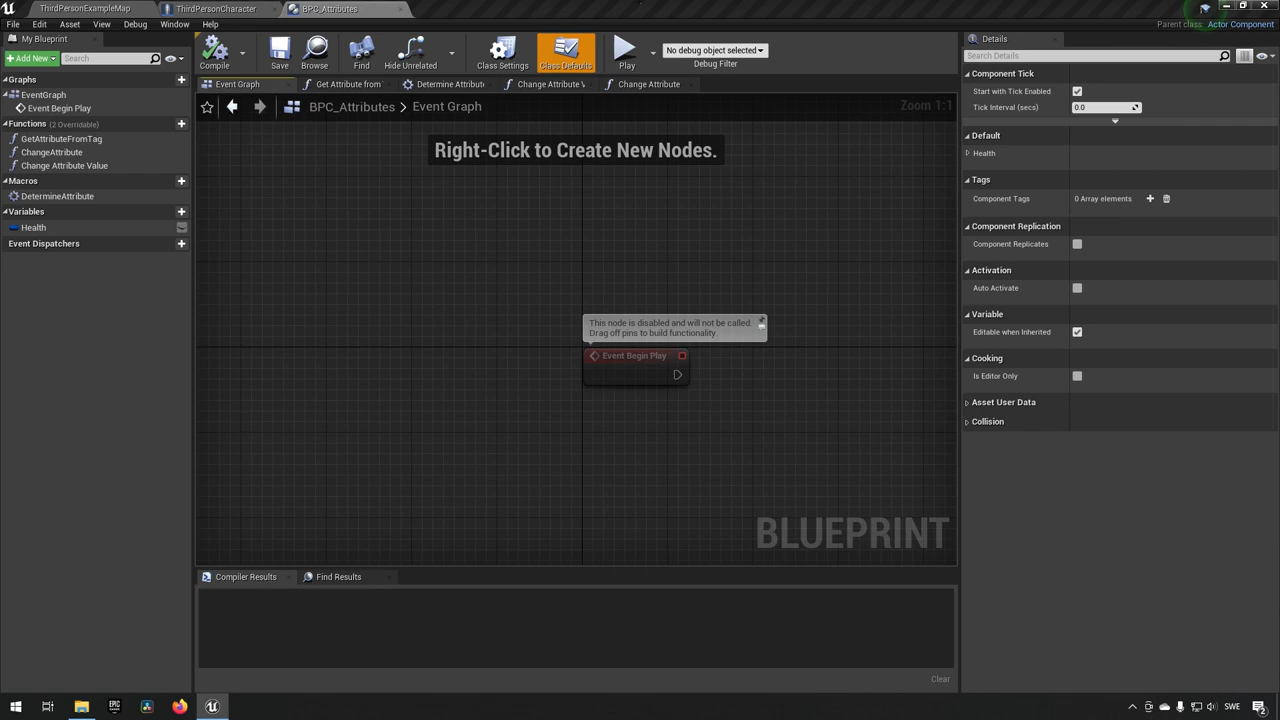 ThirdPersonExampleMap
ThirdPersonCharacter
BPC_Attributes
File Edit Asset View Debug Window Help
Parent class: Actor Component
My Blueprint
Add New
Search
Compile
Save
Browse
Find
Hide Unrelated
Class Settings
Class Defaults
Play
No debug object selected
Debug Filter
Details
Search Details
Graphs
EventGraph
Event Begin Play
Functions (2 Overridable)
GetAttributeFromTag
ChangeAttribute
Change Attribute Value
Macros
DetermineAttribute
Variables
Health
Event Dispatchers
Event Graph
Get Attribute from
Determine Attribute
Change Attribute V
Change Attribute
BPC_Attributes > Event Graph
Zoom 1:1
Right-Click to Create New Nodes.
This node is disabled and will not be called.
Drag off pins to build functionality.
Event Begin Play
BLUEPRINT
Compiler Results
Find Results
Clear
Component Tick
Start with Tick Enabled
Tick Interval (secs)
0.0
Default
Health
Tags
Component Tags
0 Array elements
Component Replication
Component Replicates
Activation
Auto Activate
Variable
Editable when Inherited
Cooking
Is Editor Only
Asset User Data
Collision
EPIC GAMES
SWE
2